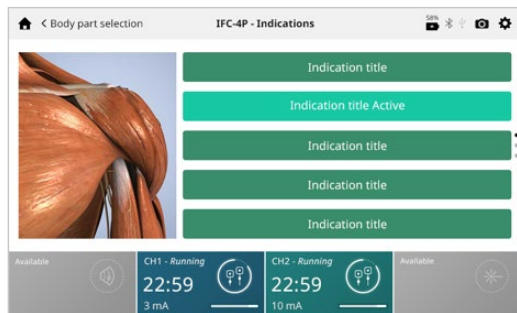 < Body part selection
IFC-4P - Indications
58%
Indication title
Indication title Active
Indication title
Indication title
Indication title
Available
CH1 - Running
22:59
3 mA
CH2 - Running
22:59
10 mA
Available